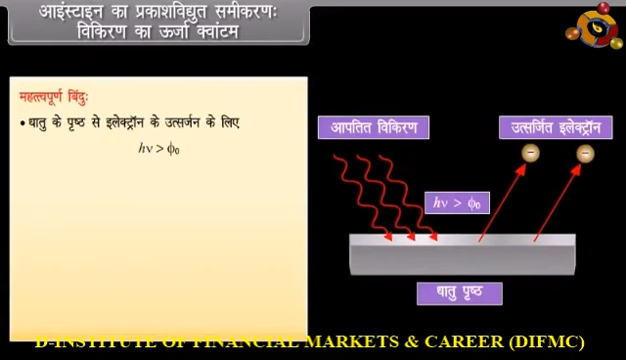 आइंस्टाइन का प्रकाशविद्युत समीकरणः
विकिरण का ऊर्जा क्वांटम
महत्त्वपूर्ण बिंदुः
• धातु के पृष्ठ से इलेक्ट्रॉन के उत्सर्जन के लिए
hν > ϕ₀
आपतित विकिरण
उत्सर्जित इलेक्ट्रॉन
hν > ϕ₀
धातु पृष्ठ
D-INSTITUTE OF FINANCIAL MARKETS & CAREER (DIFMC)